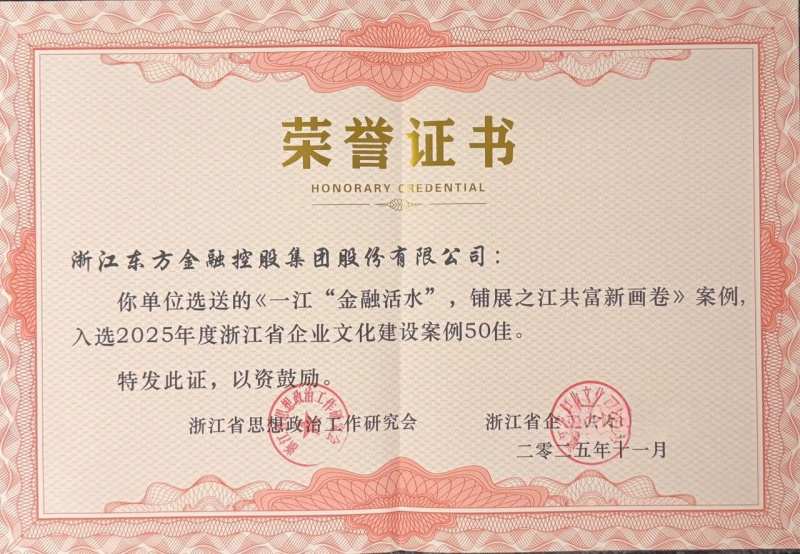 荣誉证书
HONORARY CREDENTIAL
浙江东方金融控股集团股份有限公司：
你单位选送的《一江“金融活水”，铺展之江共富新画卷》案例，
入选2025年度浙江省企业文化建设案例50佳。
特发此证，以资鼓励。
浙江省思想政治工作研究会
浙江省企
二零二五年十一月